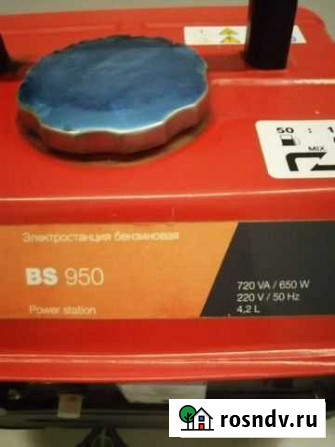 50 : 1
MIX
Электростанция бензиновая
BS 950
Power station
720 VA / 650 W
220 V / 50 Hz
4,2 L
rosndv.ru